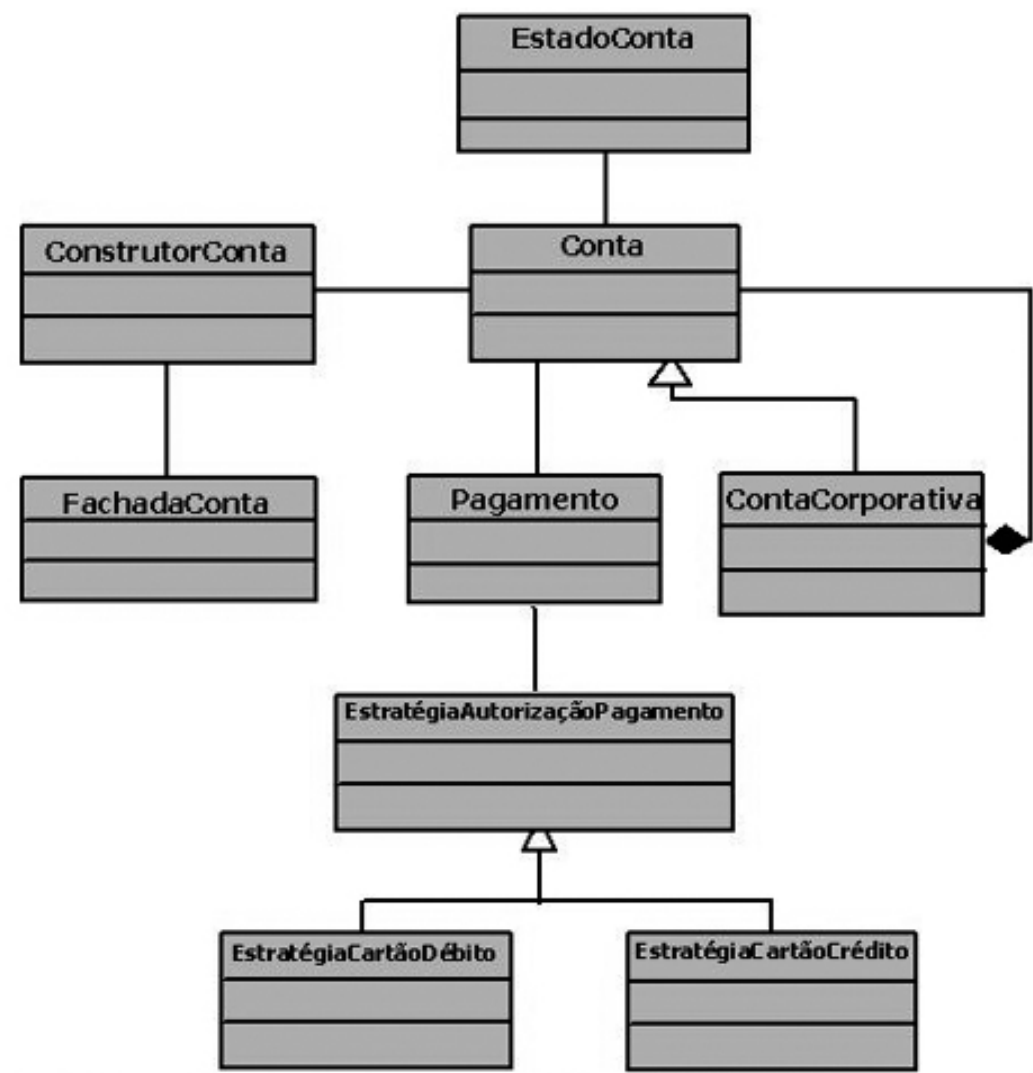 EstadoConta
ConstrutorConta
Conta
FachadaConta
Pagamento
ContaCorporativa
EstratégiaAutorizaçãoPagamento
EstratégiaCartãoDébito
EstratégiaCartãoCrédito